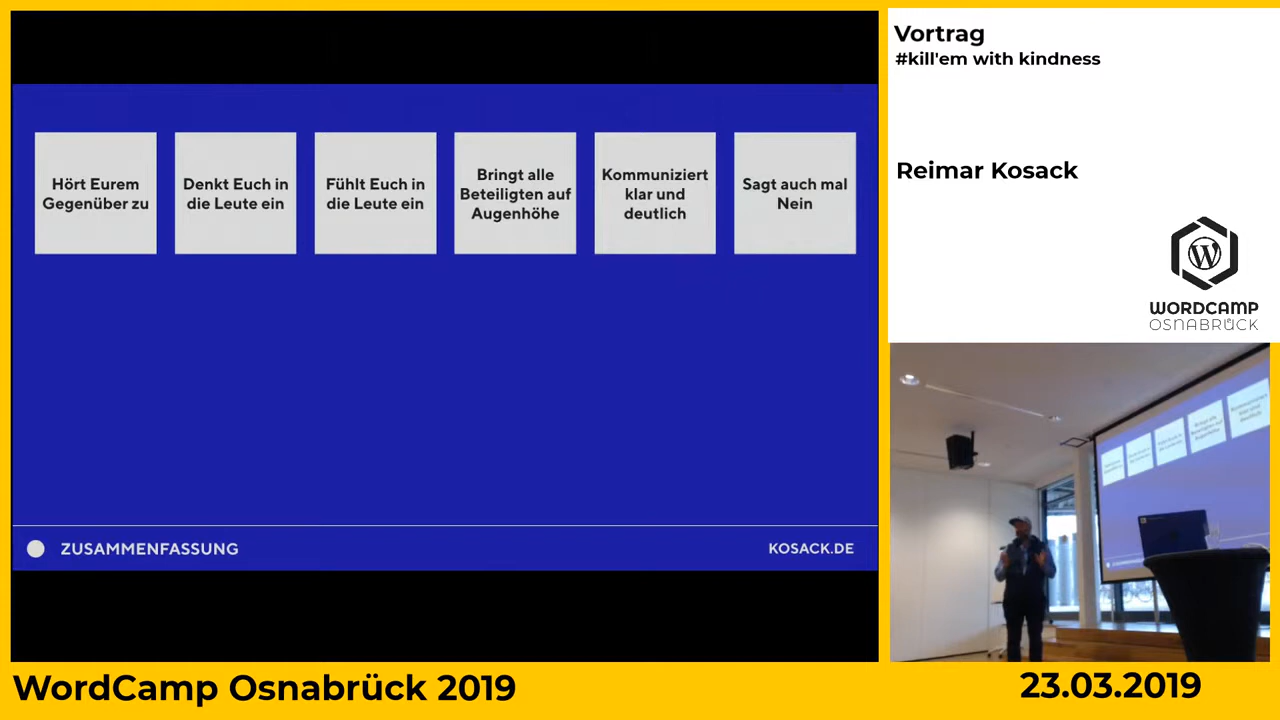 Hört Eurem
Gegenüber zu
Denkt Euch in
die Leute ein
Fühlt Euch in
die Leute ein
Bringt alle
Beteiligten auf
Augenhöhe
Kommuniziert
klar und
deutlich
Sagt auch mal
Nein
ZUSAMMENFASSUNG
KOSACK.DE
Vortrag
#kill'em with kindness
Reimar Kosack
WORDCAMP
OSNABRÜCK
WordCamp Osnabrück 2019
23.03.2019